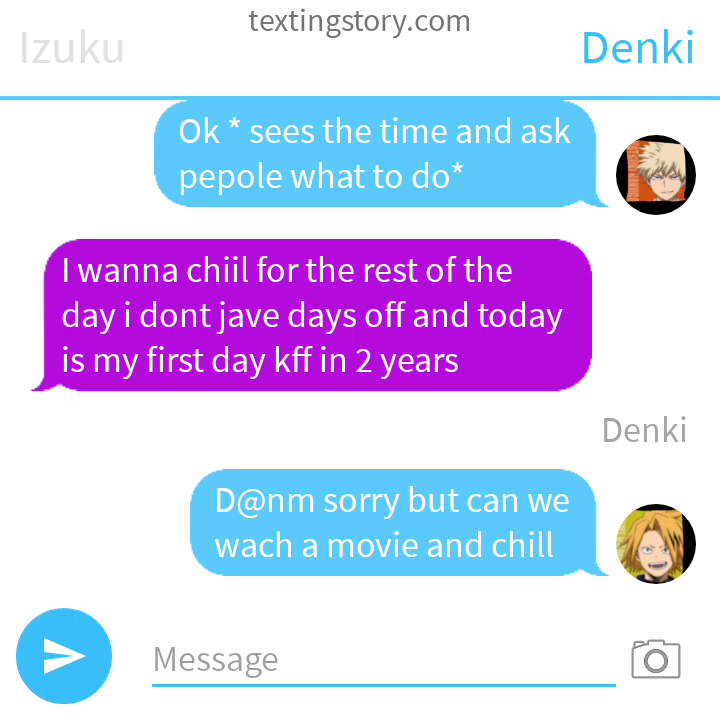 textingstory.com
Izuku
Denki
Ok * sees the time and ask
pepole what to do*
I wanna chiil for the rest of the
day i dont jave days off and today
is my first day kff in 2 years
Denki
D@nm sorry but can we
wach a movie and chill
Message